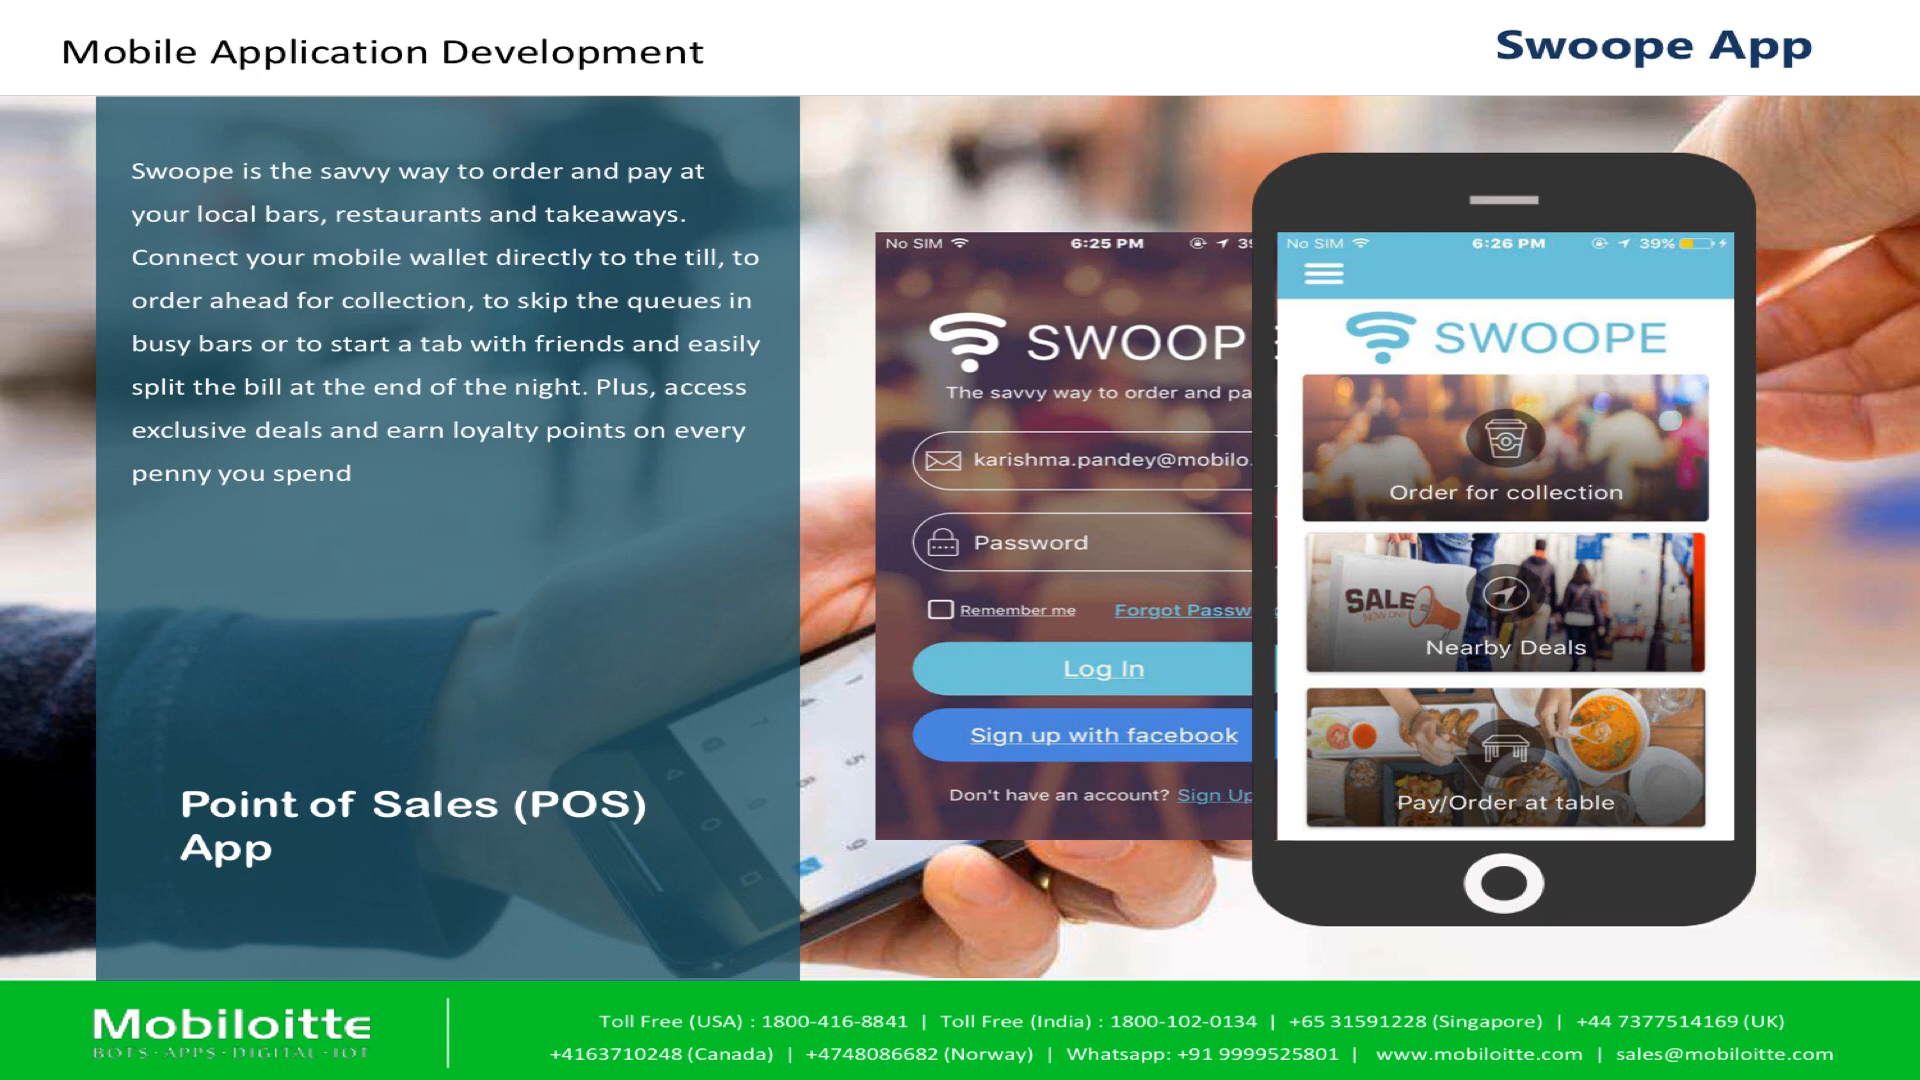 Mobile Application Development
Swoope App
Swoope is the savvy way to order and pay at
your local bars, restaurants and takeaways.
Connect your mobile wallet directly to the till, to
order ahead for collection, to skip the queues in
busy bars or to start a tab with friends and easily
split the bill at the end of the night. Plus, access
exclusive deals and earn loyalty points on every
penny you spend
Point of Sales (POS)
App
No SIM 6:25 PM 39
SWOOP
The savvy way to order and pa
karishma.pandey@mobilo.
Password
Remember me Forgot Passw
Log In
Sign up with facebook
Don't have an account? Sign Up
No SIM 6:26 PM 39%
SWOOPE
Order for collection
SALE
NOW ON!
Nearby Deals
Pay/Order at table
Mobiloitte
BOTS · APPS · DIGITAL · IOT
Toll Free (USA) : 1800-416-8841 | Toll Free (India) : 1800-102-0134 | +65 31591228 (Singapore) | +44 7377514169 (UK)
+4163710248 (Canada) | +4748086682 (Norway) | Whatsapp: +91 9999525801 | www.mobiloitte.com | sales@mobiloitte.com